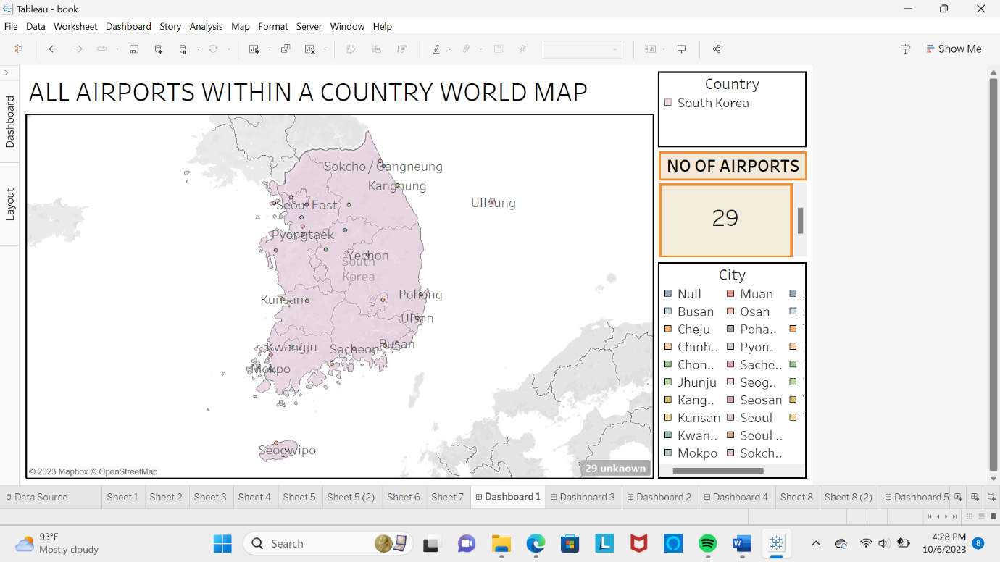 Tableau - book
File Data Worksheet Dashboard Story Analysis Map Format Server Window Help
Show Me
Dashboard
Layout
ALL AIRPORTS WITHIN A COUNTRY WORLD MAP
Sokcho / Gangneung
Kangnung
Seoul East
Ulleung
Pyongtaek
Yechon
South
Korea
Kunsan
Pohang
Ulsan
Kwangju
Sacheon
Busan
Mokpo
Seogwipo
© 2023 Mapbox © OpenStreetMap
29 unknown
Country
South Korea
NO OF AIRPORTS
29
City
Null Muan
Busan Osan
Cheju Poha..
Chinh.. Pyon..
Chon.. Sache..
Jhunju Seog..
Kang.. Seosan
Kunsan Seoul
Kwan.. Seoul ..
Mokpo Sokch..
Data Source Sheet 1 Sheet 2 Sheet 3 Sheet 4 Sheet 5 Sheet 5 (2) Sheet 6 Sheet 7 Dashboard 1 Dashboard 3 Dashboard 2 Dashboard 4 Sheet 8 Sheet 8 (2) Dashboard 5
93°F
Mostly cloudy
Search
4:28 PM
10/6/2023
8